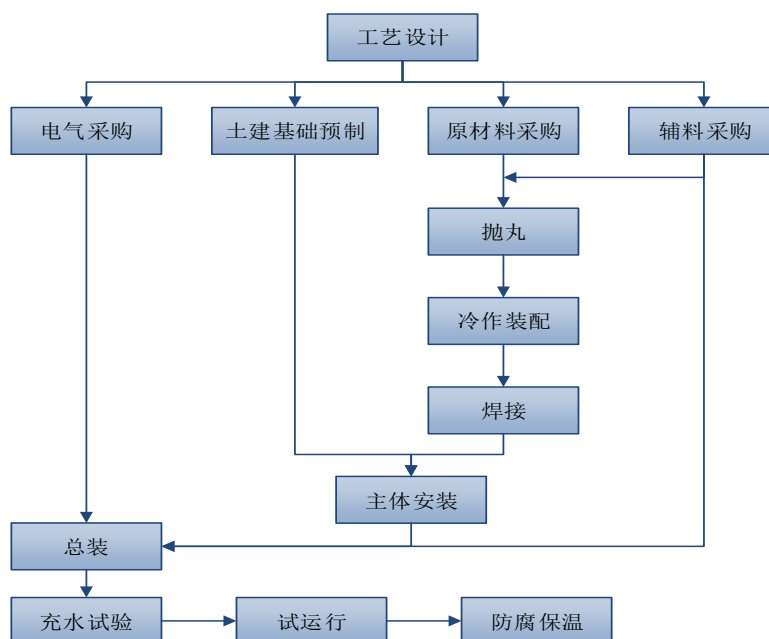 工艺设计
电气采购
土建基础预制
原材料采购
辅料采购
抛丸
冷作装配
焊接
主体安装
总装
充水试验
试运行
防腐保温